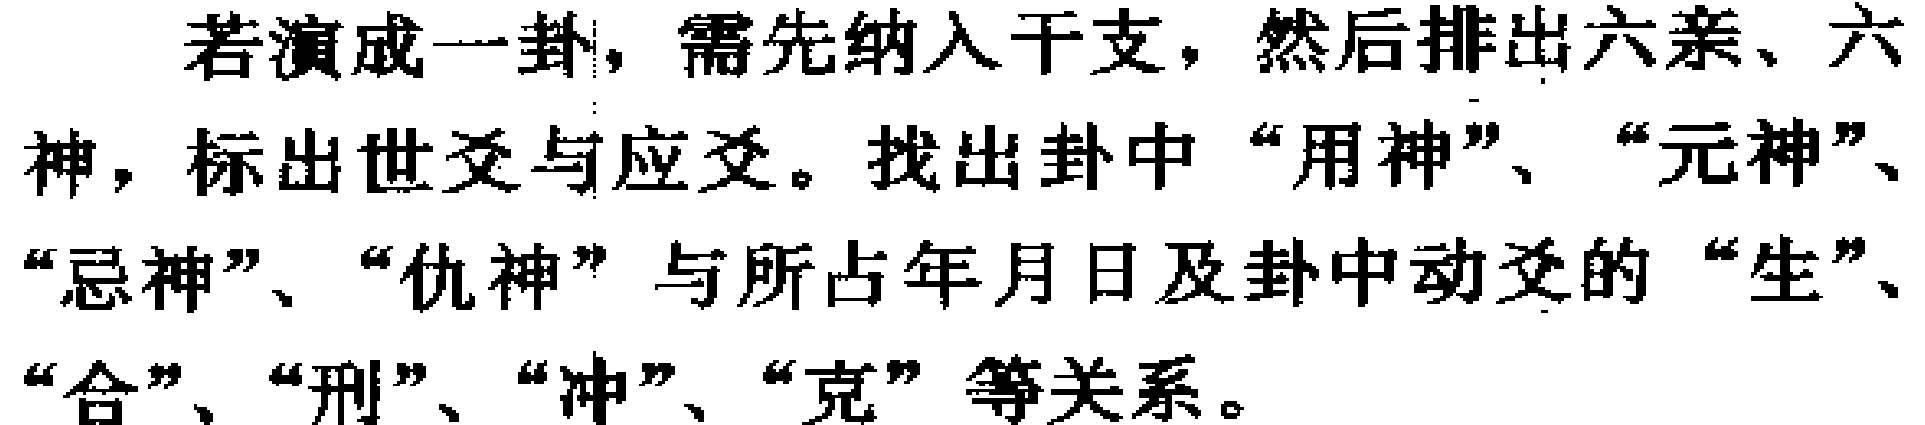 若演成一卦，需先纳入干支，然后排出六亲、六
神，标出世爻与应爻。找出卦中“用神”、“元神”、
“忌神”、“仇神”与所占年月日及卦中动爻的“生”、
“合”、“刑”、“冲”、“克”等关系。